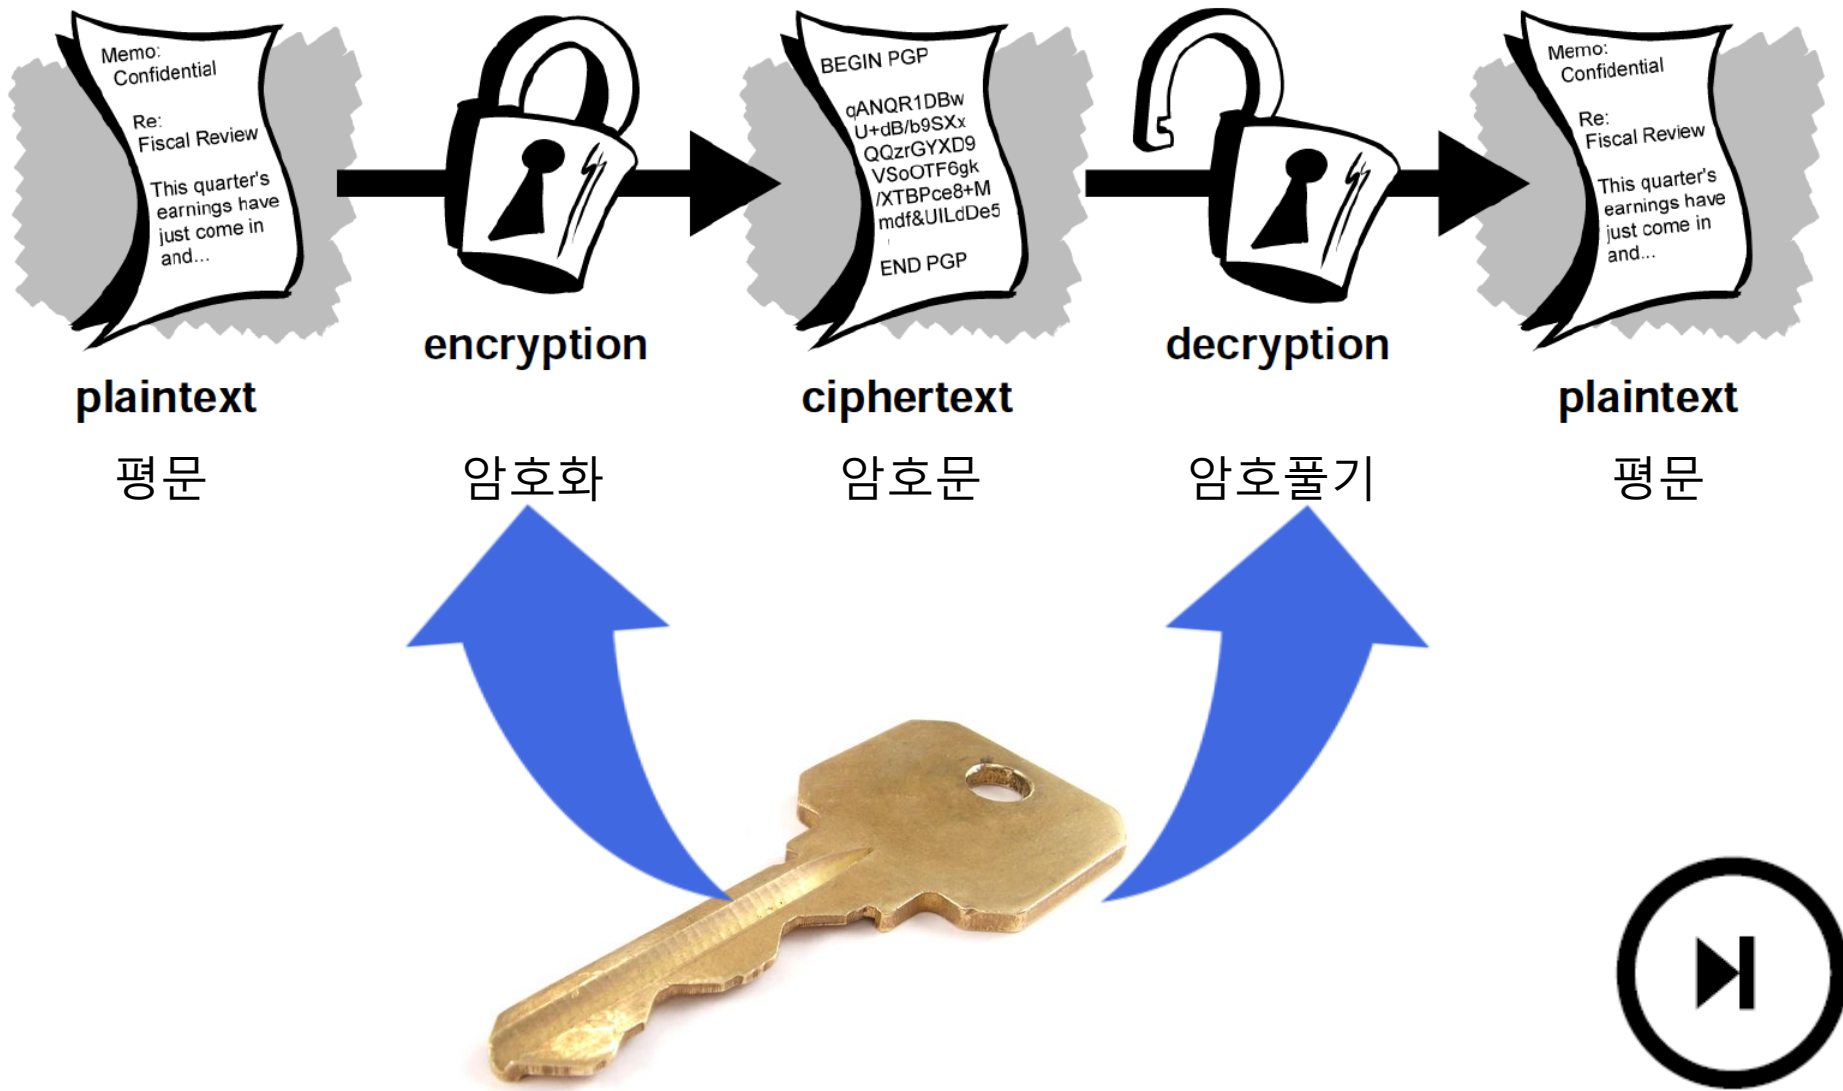 Memo:
Confidential
Re:
Fiscal Review
This quarter's
earnings have
just come in
and...
BEGIN PGP
qANQR1DBw
U+dB/b9SXx
QQzrGYXD9
VSoOTF6gk
/XTBPce8+M
mdf&UILdDe5
END PGP
Memo:
Confidential
Re:
Fiscal Review
This quarter's
earnings have
just come in
and...
encryption
decryption
plaintext
ciphertext
plaintext
평문
암호화
암호문
암호풀기
평문